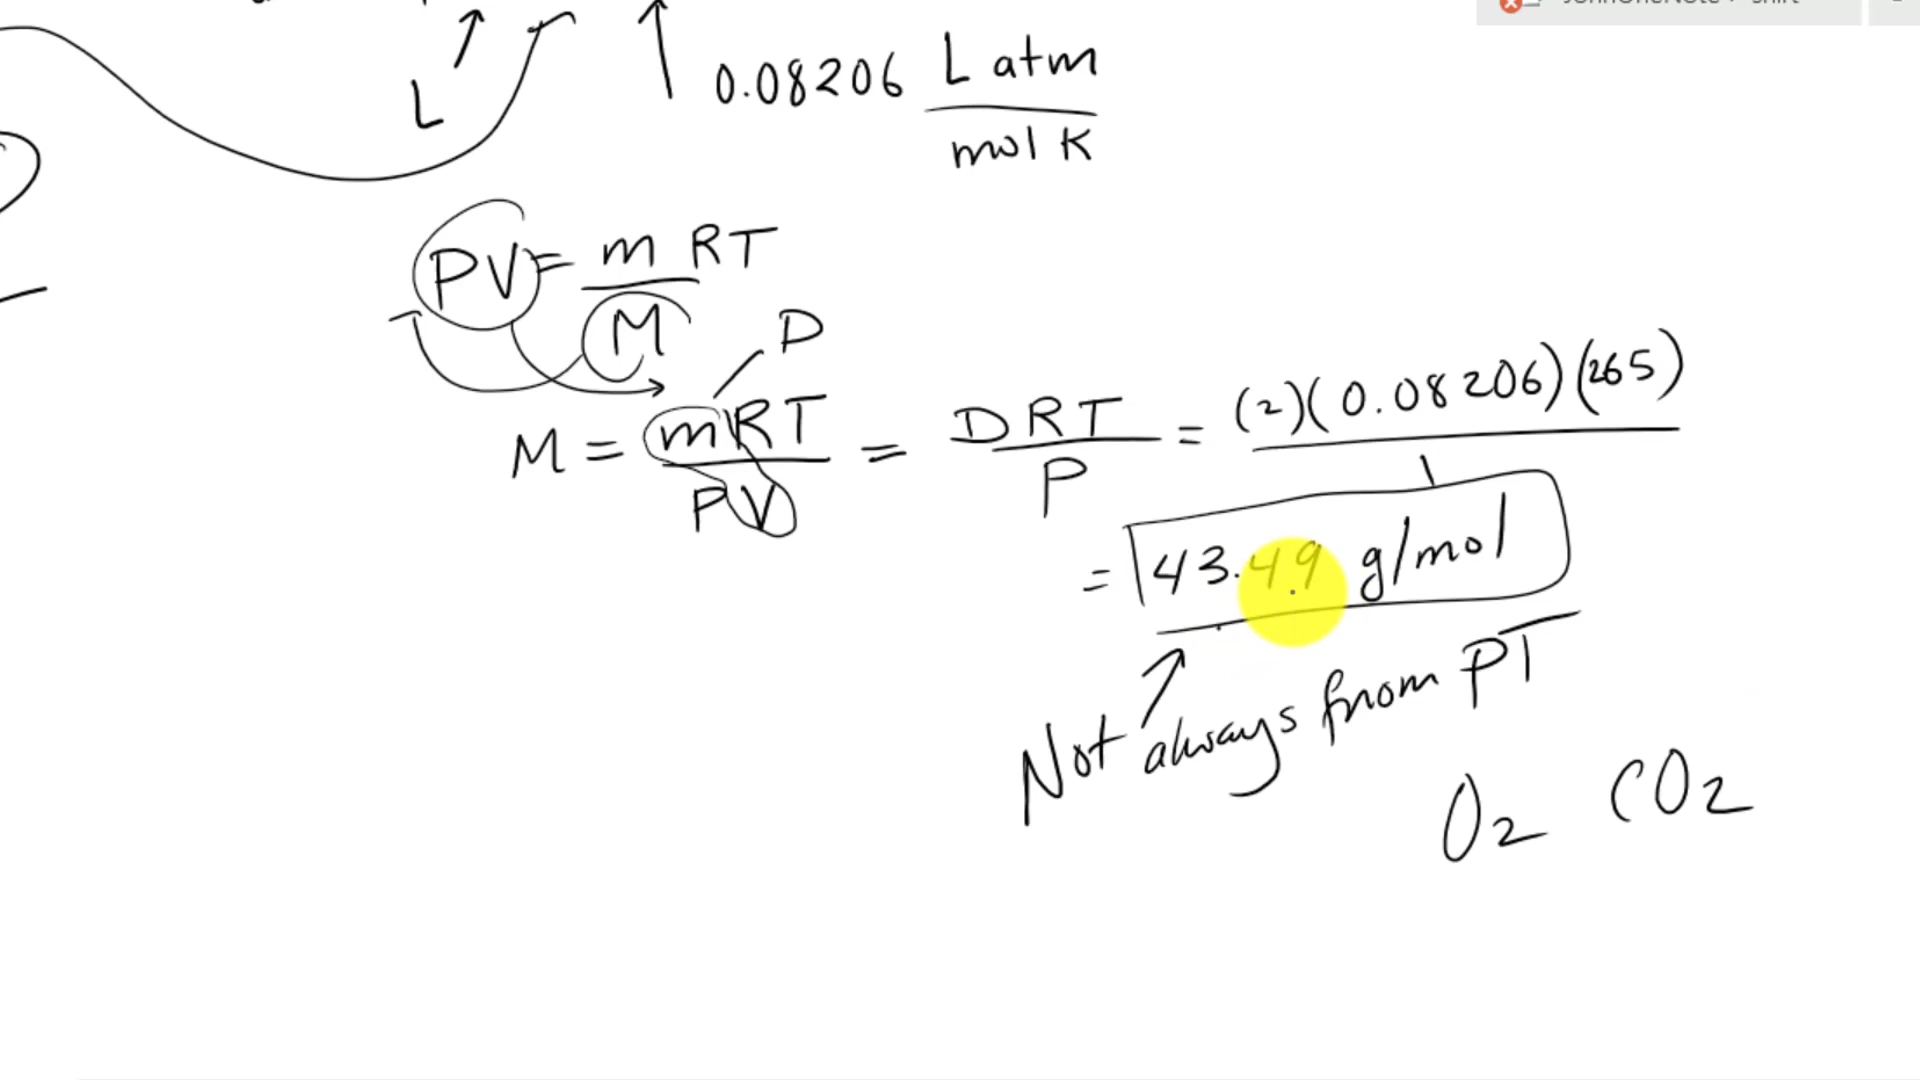 L
0.08206 L atm
mol K
PV = m RT
M
D
M = mRT = DRT = (2)(0.08206)(265)
PV P 1
= 43.49 g/mol
Not always from PT
O2 CO2